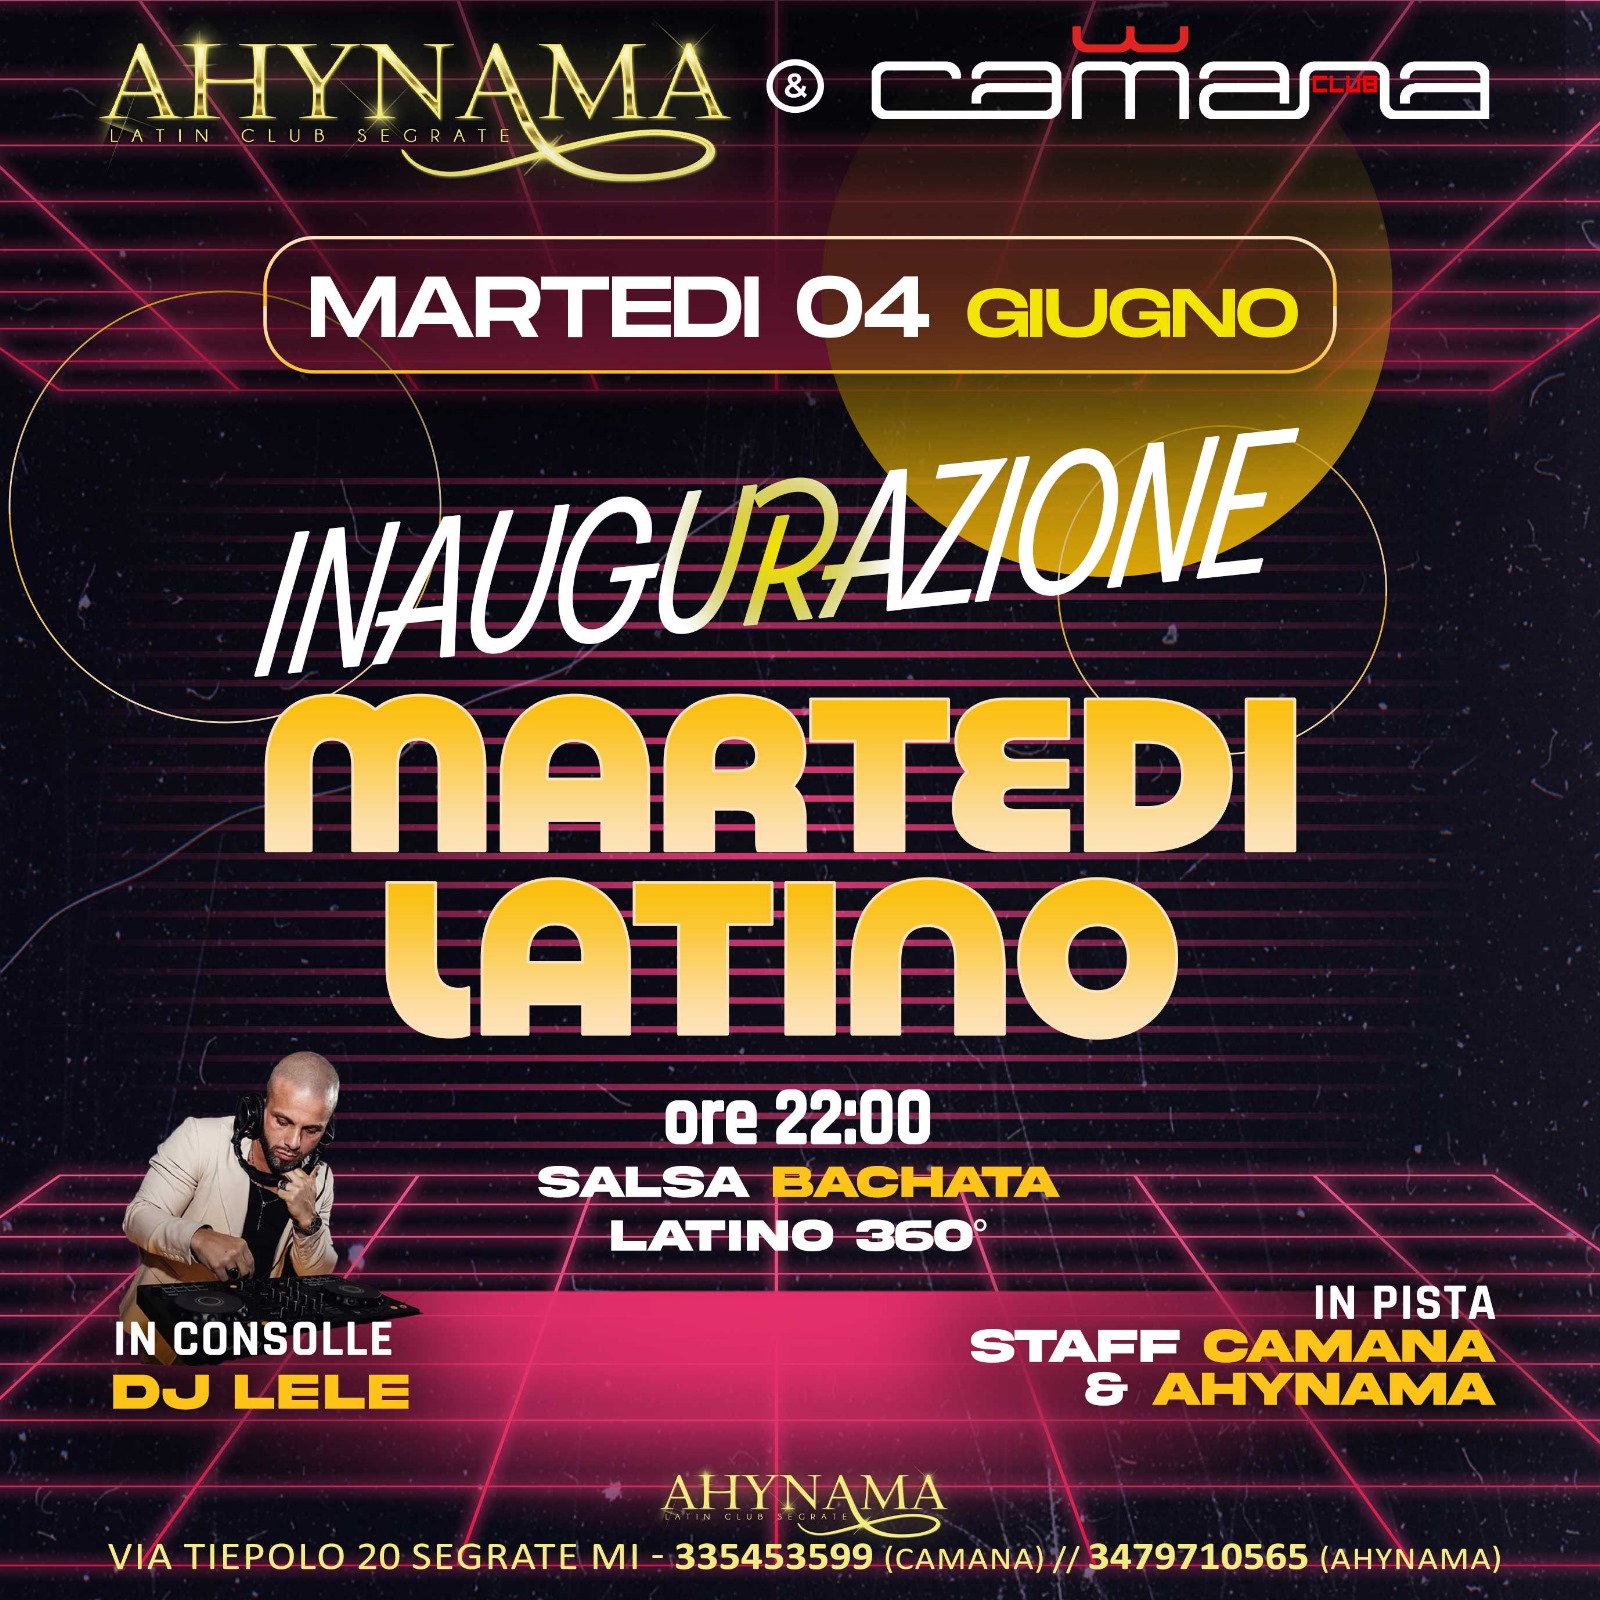 AHYNAMA & camana CLUB
LATIN CLUB SEGRATE
MARTEDI 04 GIUGNO
INAUGURAZIONE
MARTEDI
LATINO
ore 22:00
SALSA BACHATA
LATINO 360°
IN CONSOLLE
DJ LELE
IN PISTA
STAFF CAMANA
& AHYNAMA
AHYNAMA
LATIN CLUB SEGRATE
VIA TIEPOLO 20 SEGRATE MI - 335453599 (CAMANA) // 3479710565 (AHYNAMA)